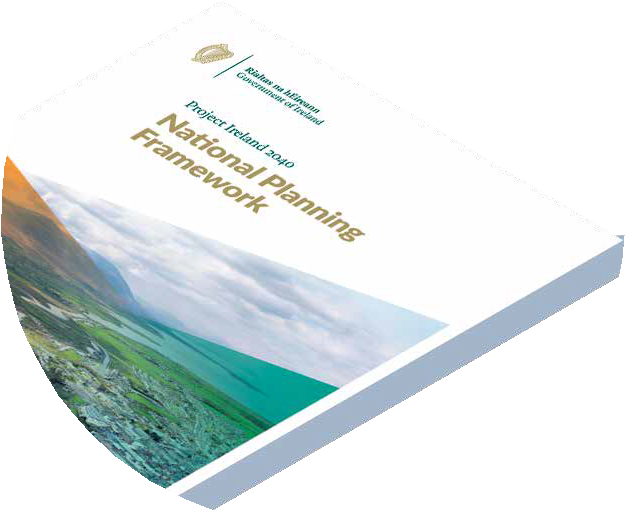 Rialtas na hÉireann
Government of Ireland
Project Ireland 2040
National Planning
Framework